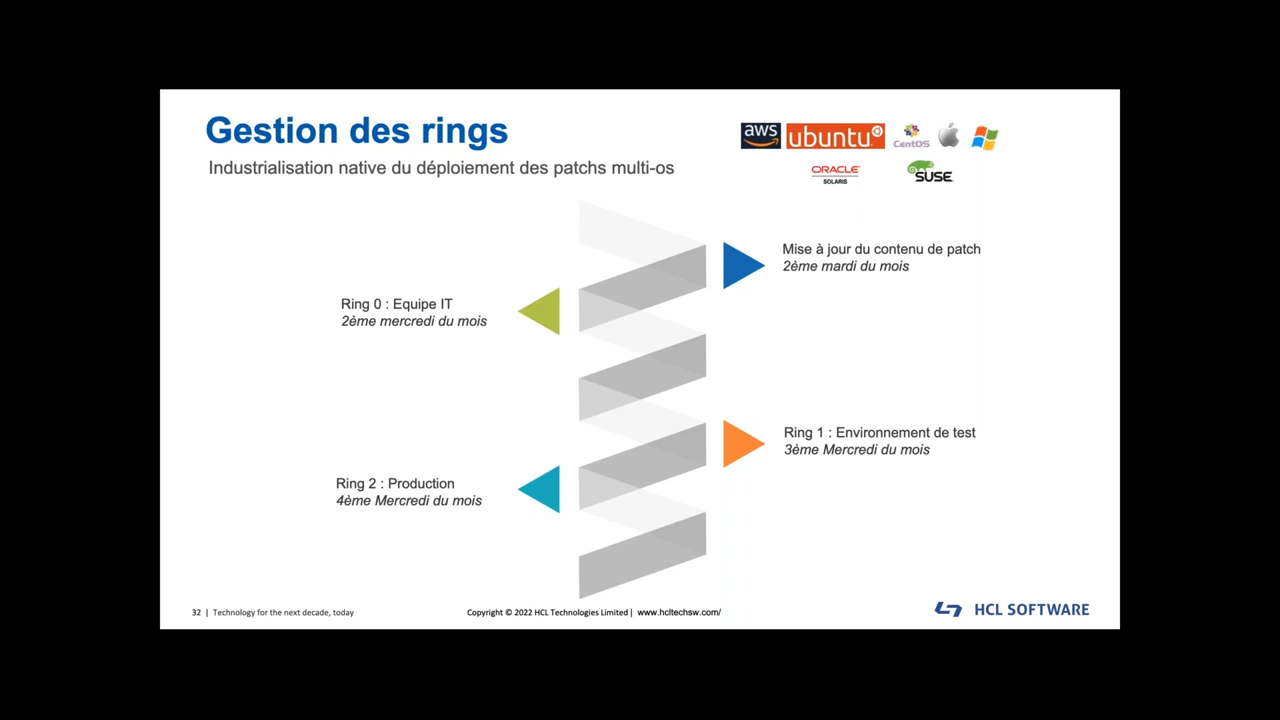 Gestion des rings
Industrialisation native du déploiement des patchs multi-os
aws
ubuntu
CentOS
ORACLE
SOLARIS
SUSE
Mise à jour du contenu de patch
2ème mardi du mois
Ring 0 : Equipe IT
2ème mercredi du mois
Ring 1 : Environnement de test
3ème Mercredi du mois
Ring 2 : Production
4ème Mercredi du mois
32 | Technology for the next decade, today
Copyright © 2022 HCL Technologies Limited | www.hcltechsw.com/
HCL SOFTWARE